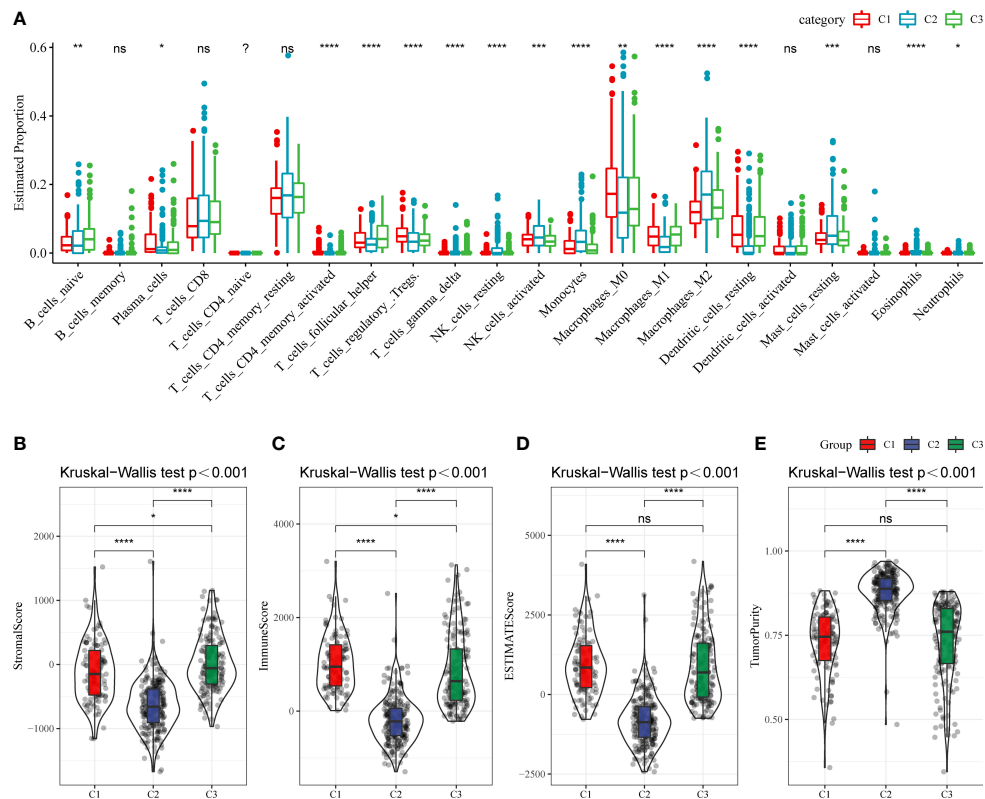 A
category C1 C2 C3
Estimated Proportion
0.6
0.4
0.2
0.0
** ns * ns ? ns **** **** **** **** **** *** **** ** **** **** **** ns *** ns **** *
B_cells_naive
B_cells_memory
Plasma_cells
T_cells_CD8
T_cells_CD4_naive
T_cells_CD4_memory_resting
T_cells_CD4_memory_activated
T_cells_follicular_helper
T_cells_regulatory_Tregs.
T_cells_gamma_delta
NK_cells_resting
NK_cells_activated
Monocytes
Macrophages_M0
Macrophages_M1
Macrophages_M2
Dendritic_cells_resting
Dendritic_cells_activated
Mast_cells_resting
Mast_cells_activated
Eosinophils
Neutrophils
B
Kruskal−Wallis test p<0.001
StromalScore
2000
1000
0
−1000
****
*
****
C1 C2 C3
C
Kruskal−Wallis test p<0.001
ImmuneScore
4000
2000
0
****
*
****
C1 C2 C3
D
Kruskal−Wallis test p<0.001
ESTIMATEScore
5000
2500
0
−2500
****
ns
****
C1 C2 C3
E
Group C1 C2 C3
Kruskal−Wallis test p<0.001
TumorPurity
1.00
0.75
0.50
****
ns
****
C1 C2 C3